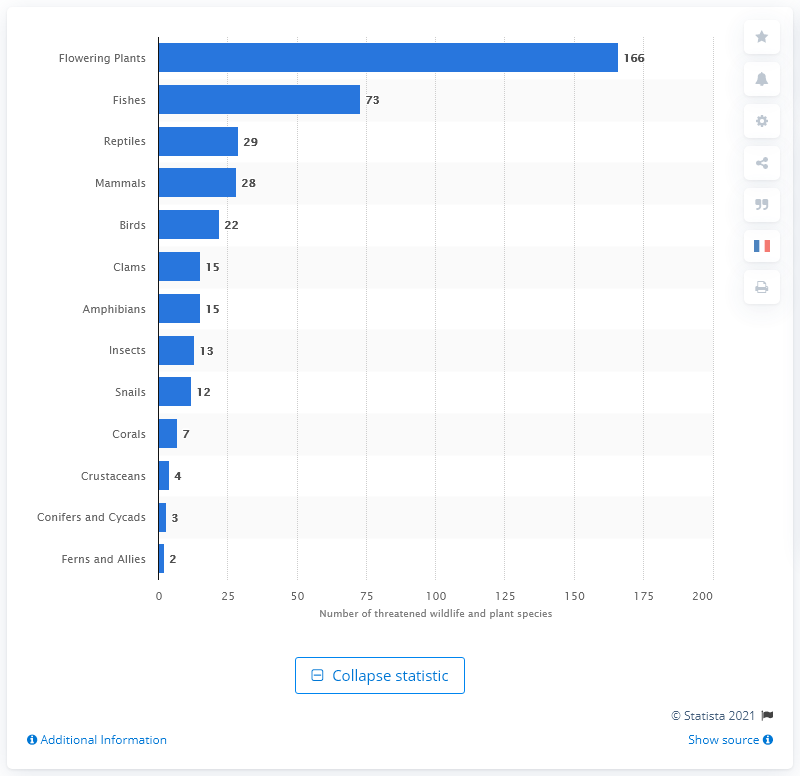 Flowering Plants 166
Fishes 73
Reptiles 29
Mammals 28
Birds 22
Clams 15
Amphibians 15
Insects 13
Snails 12
Corals 7
Crustaceans 4
Conifers and Cycads 3
Ferns and Allies 2
0 25 50 75 100 125 150 175 200
Number of threatened wildlife and plant species
Collapse statistic
© Statista 2021
Additional Information Show source